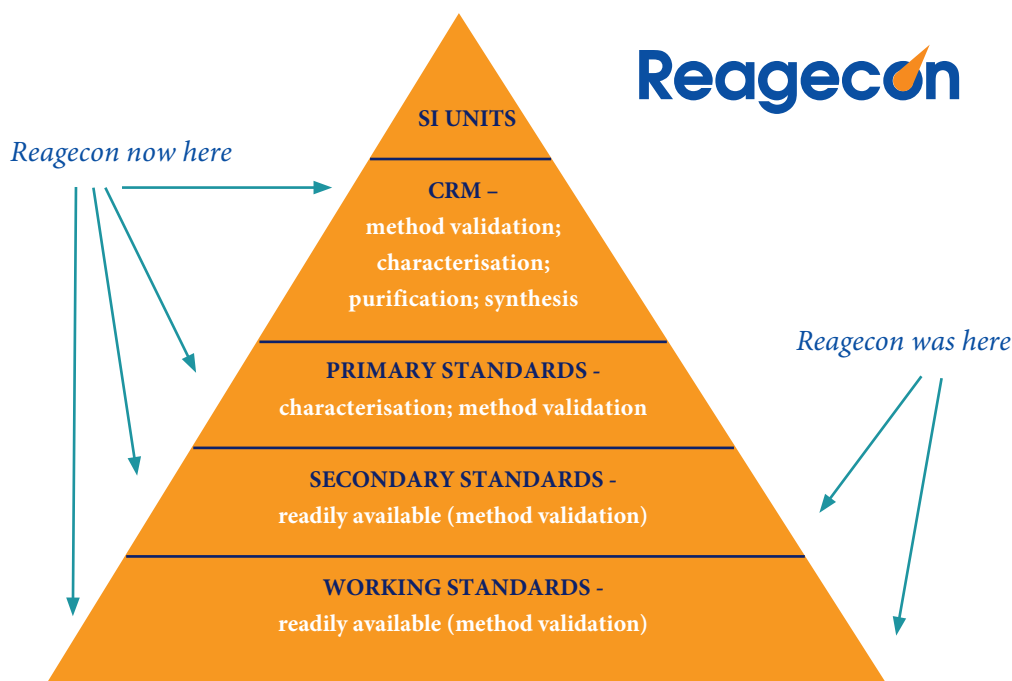 Reagecon
SI UNITS
Reagecon now here
CRM –
method validation;
characterisation;
purification; synthesis
Reagecon was here
PRIMARY STANDARDS -
characterisation; method validation
SECONDARY STANDARDS -
readily available (method validation)
WORKING STANDARDS -
readily available (method validation)